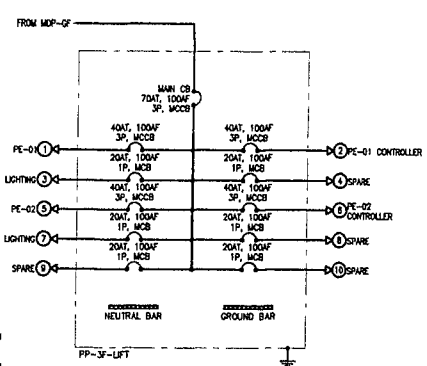 FROM MDP-GF
MAIN CB
70AT, 100AF
3P, MCCB
40AT, 100AF
3P, MCCB
40AT, 100AF
3P, MCCB
PE-01 1
2 PE-01 CONTROLLER
20AT, 100AF
1P, MCB
20AT, 100AF
1P, MCB
LIGHTING 3
4 SPARE
40AT, 100AF
3P, MCCB
40AT, 100AF
3P, MCCB
PE-02 5
6 PE-02
CONTROLLER
20AT, 100AF
1P, MCB
20AT, 100AF
1P, MCB
LIGHTING 7
8 SPARE
20AT, 100AF
1P, MCB
20AT, 100AF
1P, MCB
SPARE 9
10 SPARE
NEUTRAL BAR
GROUND BAR
PP-3F-LIFT